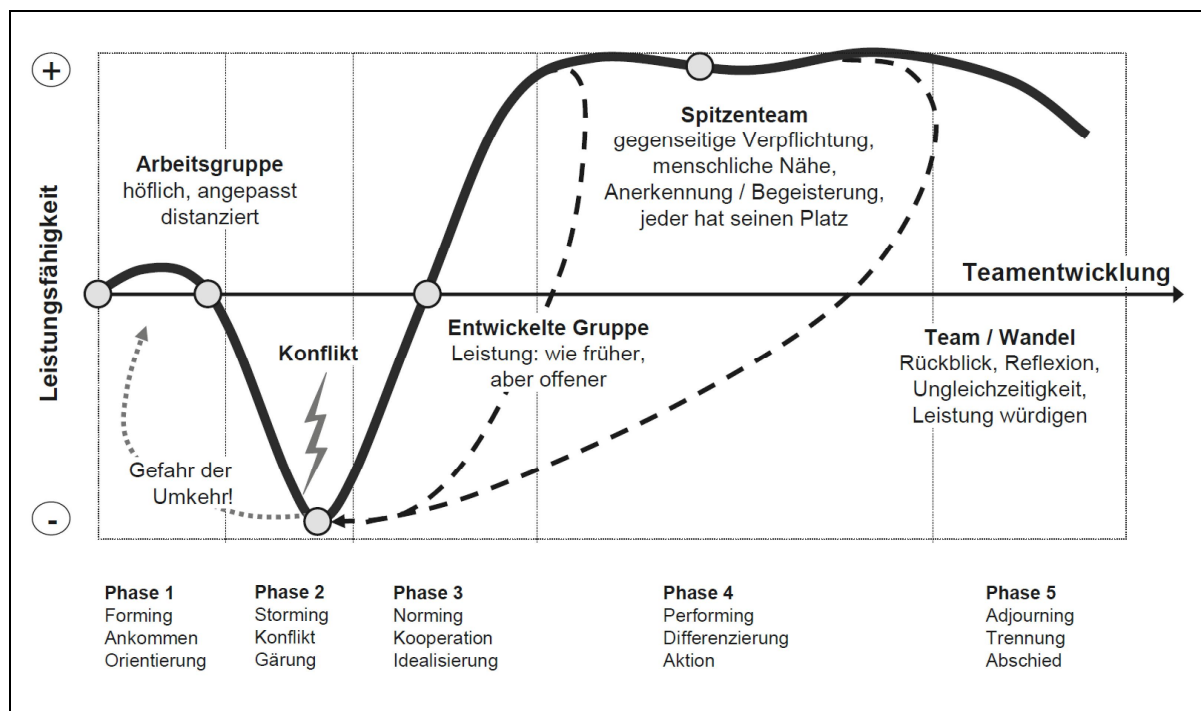 +
Leistungsfähigkeit
-
Arbeitsgruppe
höflich, angepasst
distanziert
Gefahr der
Umkehr!
Konflikt
Entwickelte Gruppe
Leistung: wie früher,
aber offener
Spitzenteam
gegenseitige Verpflichtung,
menschliche Nähe,
Anerkennung / Begeisterung,
jeder hat seinen Platz
Teamentwicklung
Team / Wandel
Rückblick, Reflexion,
Ungleichzeitigkeit,
Leistung würdigen
Phase 1
Forming
Ankommen
Orientierung
Phase 2
Storming
Konflikt
Gärung
Phase 3
Norming
Kooperation
Idealisierung
Phase 4
Performing
Differenzierung
Aktion
Phase 5
Adjourning
Trennung
Abschied